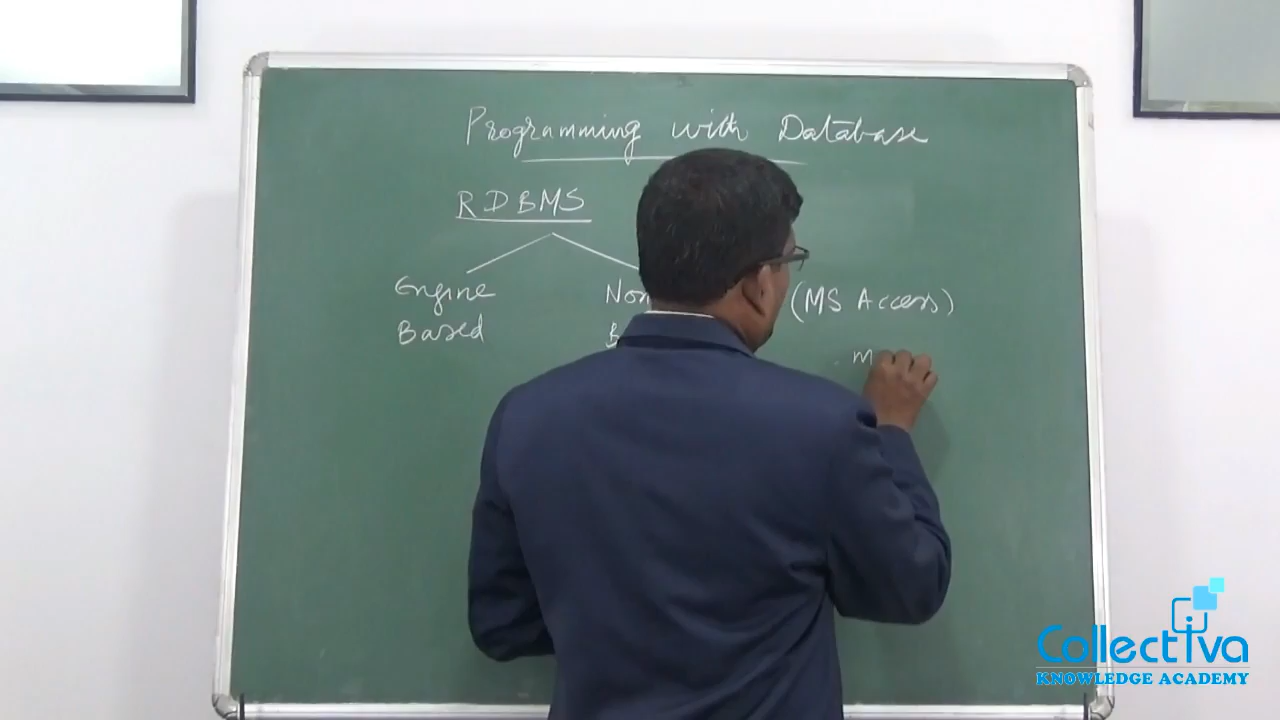 Programming with Database
RDBMS
Engine
Based
Non
(MS Access)
. m
Collectiva
KNOWLEDGE ACADEMY